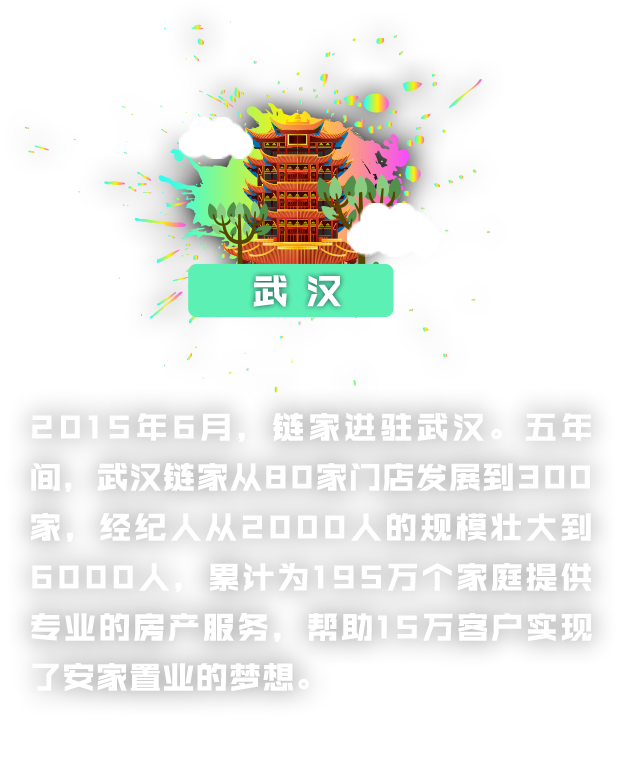 武汉
2015年6月，链家进驻武汉。五年
间，武汉链家从80家门店发展到300
家，经纪人从2000人的规模壮大到
6000人，累计为195万个家庭提供
专业的房产服务，帮助15万客户实现
了安家置业的梦想。